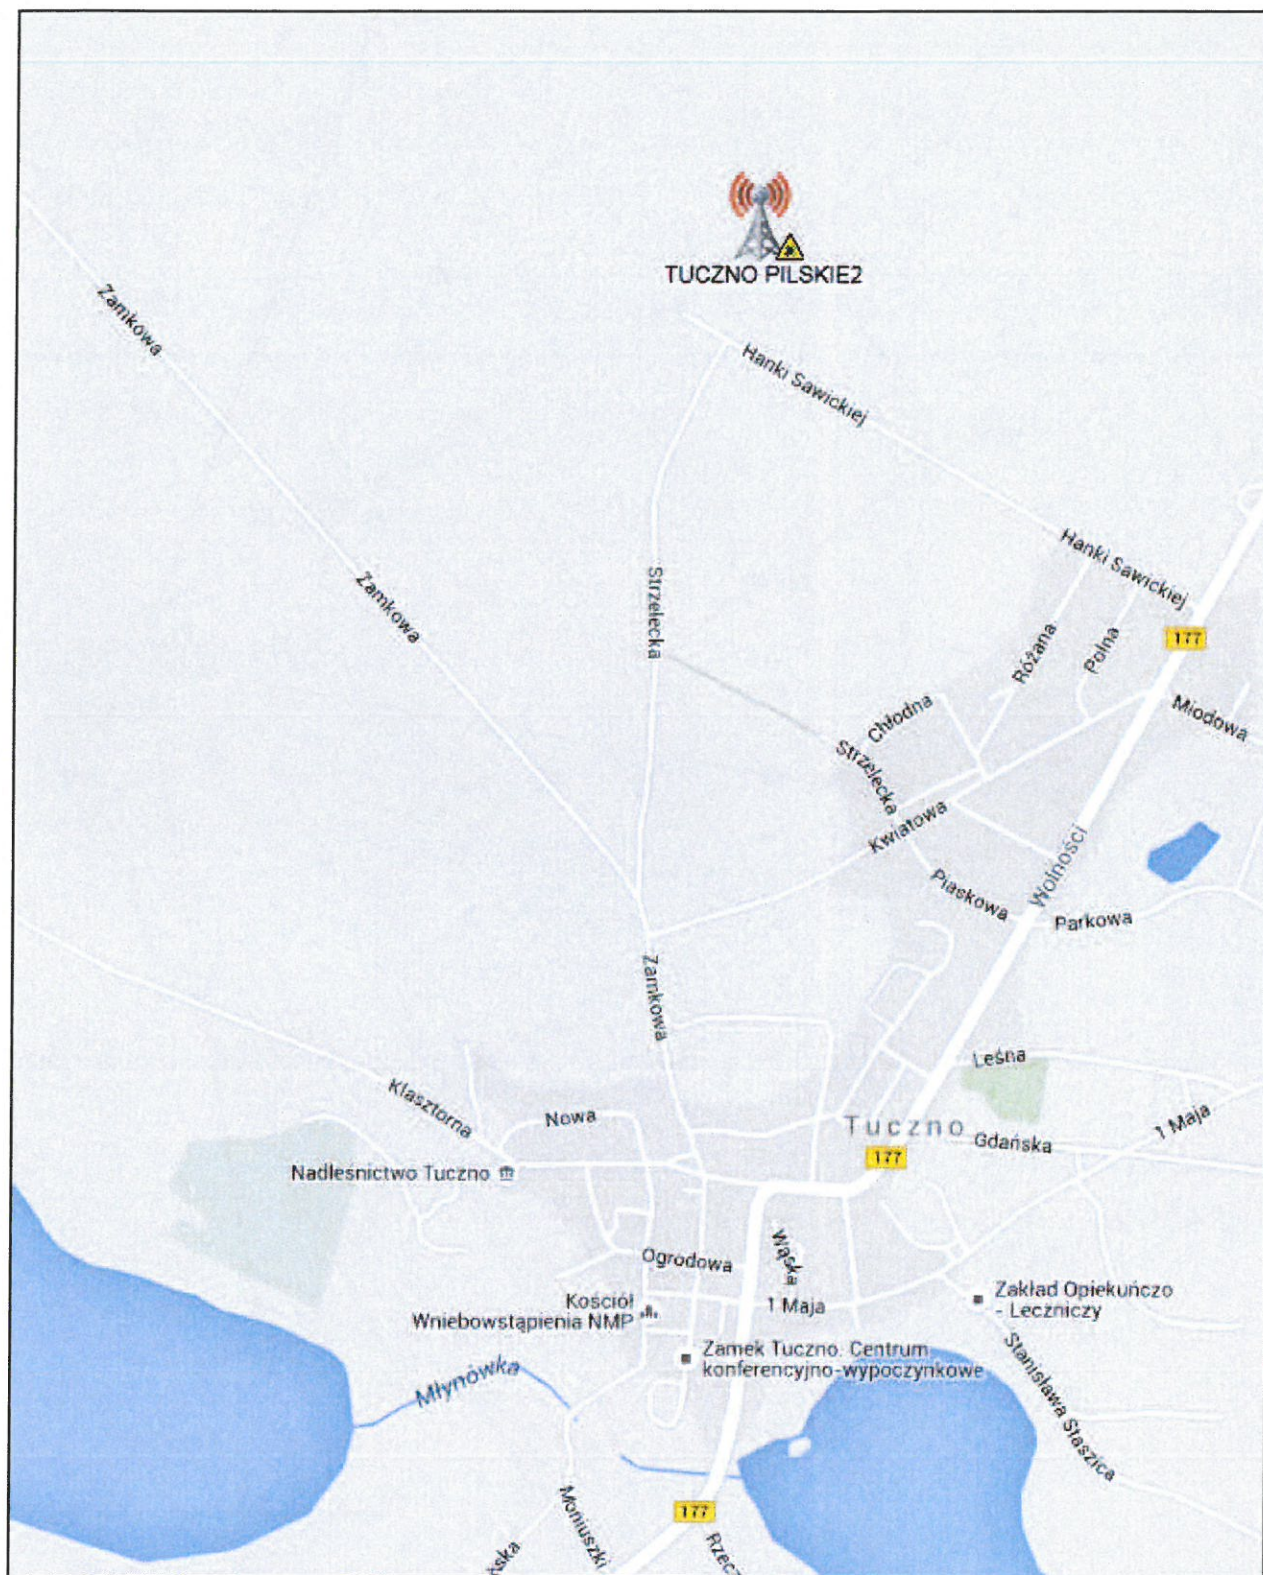 TUCZNO PILSKIE2
Zamkowa
Hanki Sawickiej
Hanki Sawickiej
Zamkowa
Strzelecka
Różana
Polna
177
Miodowa
Chłodna
Strzelecka
Kwiatowa
Wolności
Piaskowa
Parkowa
Zamkowa
Leśna
Klasztorna
Nowa
Tuczno
Gdańska
1 Maja
177
Nadleśnictwo Tuczno
Ogrodowa
Wąska
Kościół
Wniebowstąpienia NMP
1 Maja
Zakład Opiekuńczo
- Leczniczy
Zamek Tuczno. Centrum
konferencyjno-wypoczynkowe
Młynówka
Stanisława Staszica
177
Moniuszki